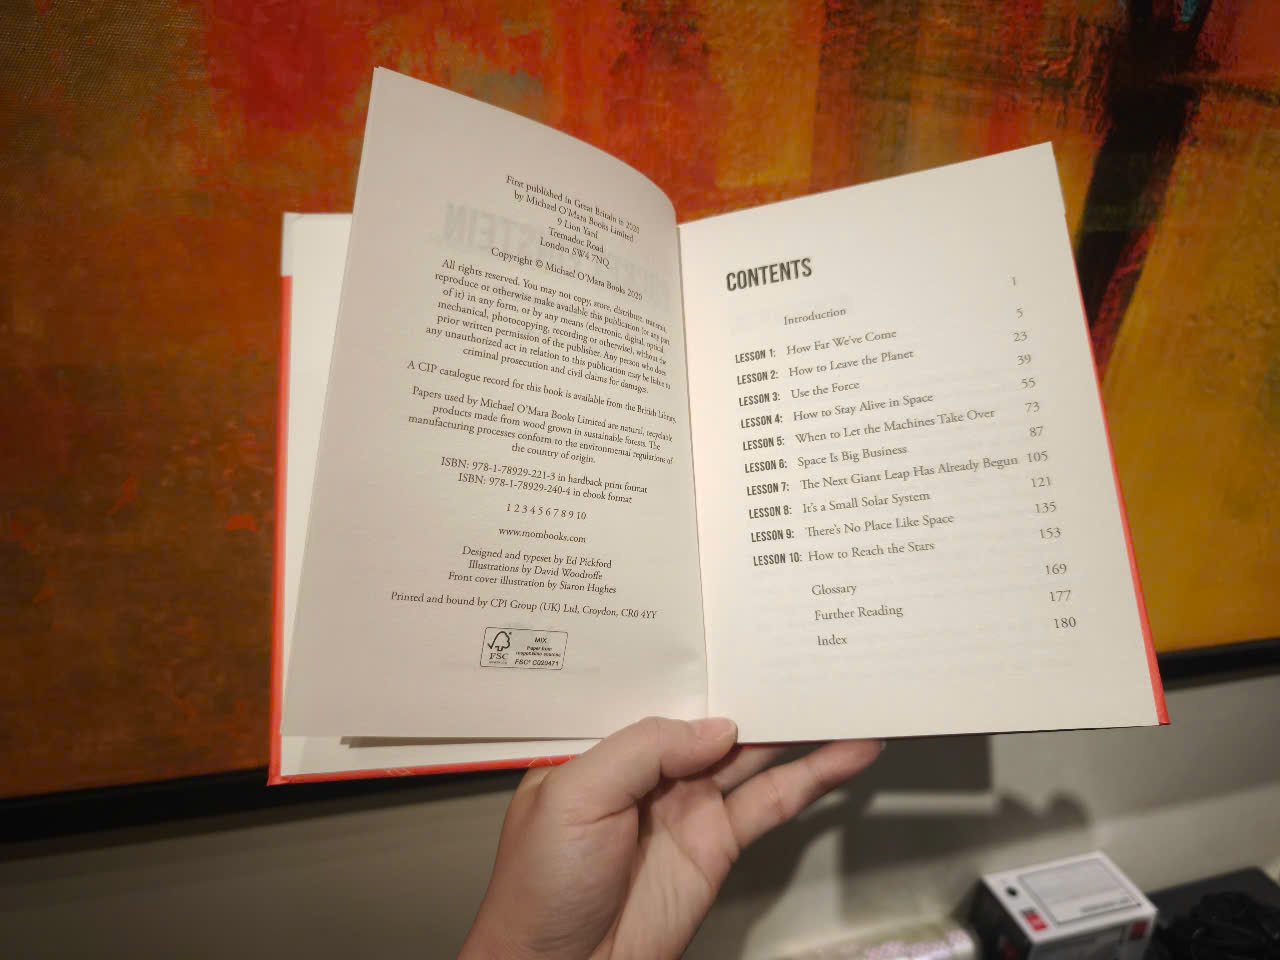 First published in Great Britain in 2020
by Michael O'Mara Books Limited
9 Lion Yard
Tremadoc Road
London SW4 7NQ
Copyright © Michael O'Mara Books 2020
All rights reserved. You may not copy, store, distribute, transmit,
reproduce or otherwise make available this publication (or any part
of it) in any form, or by any means (electronic, digital, optical,
mechanical, photocopying, recording or otherwise), without the
prior written permission of the publisher. Any person who does
any unauthorized act in relation to this publication may be liable to
criminal prosecution and civil claims for damages.
A CIP catalogue record for this book is available from the British Library.
Papers used by Michael O'Mara Books Limited are natural, recyclable
products made from wood grown in sustainable forests. The
manufacturing processes conform to the environmental regulations of
the country of origin.
ISBN: 978-1-78929-221-3 in hardback print format
ISBN: 978-1-78929-240-4 in ebook format
1 2 3 4 5 6 7 8 9 10
www.mombooks.com
Designed and typeset by Ed Pickford
Illustrations by David Woodroffe
Front cover illustration by Siaron Hughes
Printed and bound by CPI Group (UK) Ltd, Croydon, CR0 4YY
FSC
MIX
Paper from
responsible sources
FSC® C020471
CONTENTS
Introduction 1
LESSON 1: How Far We've Come 5
LESSON 2: How to Leave the Planet 23
LESSON 3: Use the Force 39
LESSON 4: How to Stay Alive in Space 55
LESSON 5: When to Let the Machines Take Over 73
LESSON 6: Space Is Big Business 87
LESSON 7: The Next Giant Leap Has Already Begun 105
LESSON 8: It's a Small Solar System 121
LESSON 9: There's No Place Like Space 135
LESSON 10: How to Reach the Stars 153
Glossary 169
Further Reading 177
Index 180